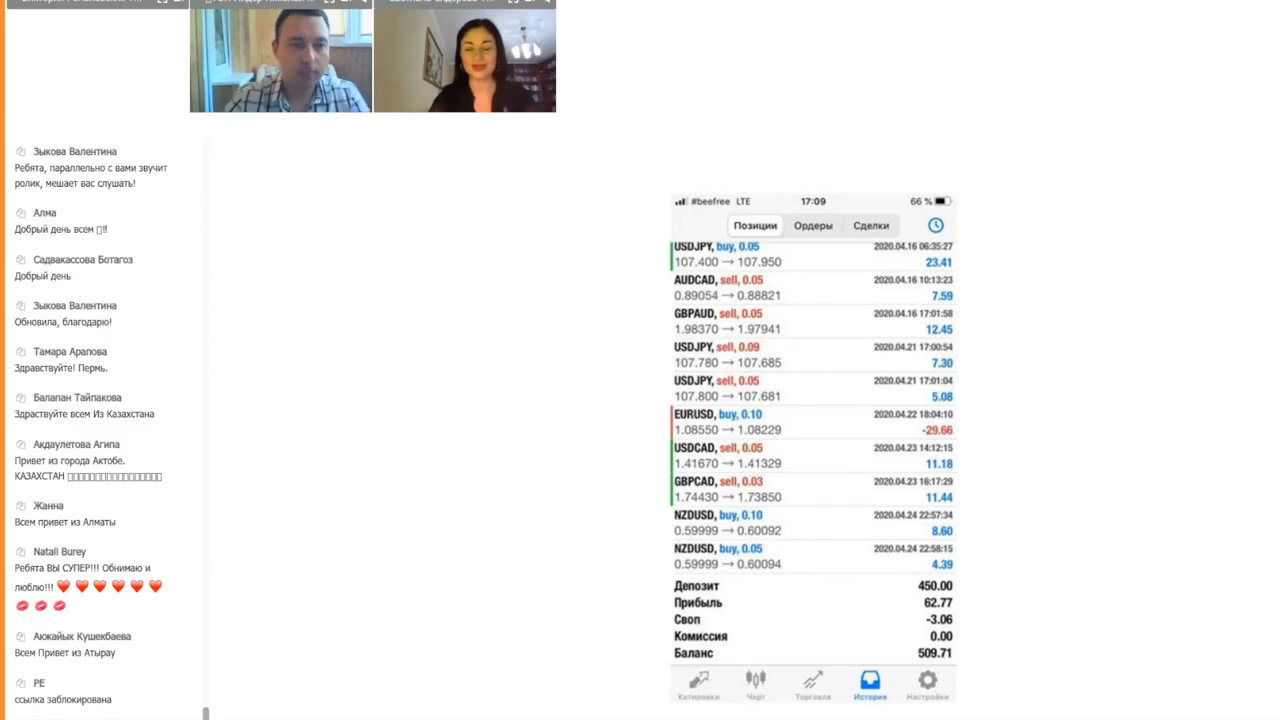 Зыкова Валентина
Ребята, параллельно с вами звучит
ролик, мешает вас слушать!
Алма
Добрый день всем !!
Садвакассова Ботагоз
Добрый день
Зыкова Валентина
Обновила, благодарю!
Тамара Арапова
Здравствуйте! Пермь.
Балапан Тайпакова
Здраствуйте всем Из Казахстана
Акдаулетова Агипа
Привет из города Актобе.
КАЗАХСТАН
Жанна
Всем привет из Алматы
Natali Burey
Ребята ВЫ СУПЕР!!! Обнимаю и
люблю!!! ❤❤❤❤❤❤
💋💋💋
Акжайык Кушекбаева
Всем Привет из Атырау
PE
ссылка заблокирована
#beefree LTE 17:09 66 %
Позиции Ордеры Сделки
USDJPY, buy, 0.05 2020.04.16 06:35:27
107.400 → 107.950 23.41
AUDCAD, sell, 0.05 2020.04.16 10:13:23
0.89054 → 0.88821 7.59
GBPAUD, sell, 0.05 2020.04.16 17:01:58
1.98370 → 1.97941 12.45
USDJPY, sell, 0.09 2020.04.21 17:00:54
107.780 → 107.685 7.30
USDJPY, sell, 0.05 2020.04.21 17:01:04
107.800 → 107.681 5.08
EURUSD, buy, 0.10 2020.04.22 18:04:10
1.08550 → 1.08229 -29.66
USDCAD, sell, 0.05 2020.04.23 14:12:15
1.41670 → 1.41329 11.18
GBPCAD, sell, 0.03 2020.04.23 16:17:29
1.74430 → 1.73850 11.44
NZDUSD, buy, 0.10 2020.04.24 22:57:34
0.59999 → 0.60092 8.60
NZDUSD, buy, 0.05 2020.04.24 22:58:15
0.59999 → 0.60094 4.39
Депозит 450.00
Прибыль 62.77
Своп -3.06
Комиссия 0.00
Баланс 509.71
Котировки Чарт Торговля История Настройки